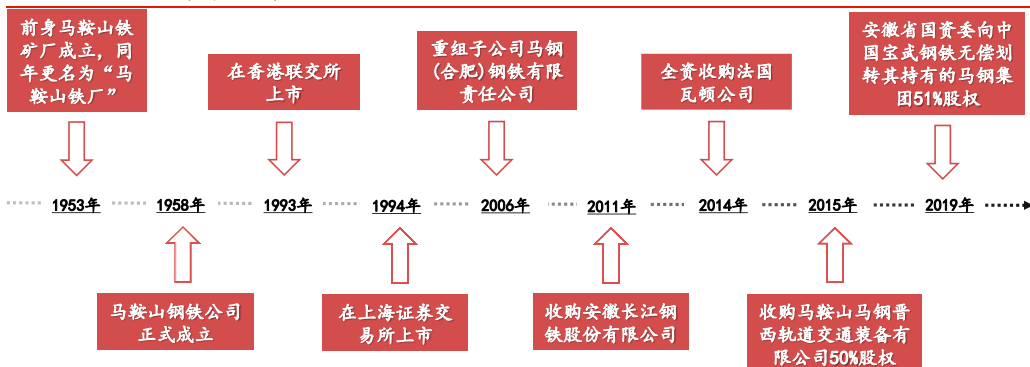 前身马鞍山铁
矿厂成立，同
年更名为“马
鞍山铁厂”
在香港联交所
上市
重组子公司马钢
(合肥)钢铁有限
责任公司
全资收购法国
瓦顿公司
安徽省国资委向中
国宝武钢铁无偿划
转其持有的马钢集
团51%股权
1953年
1958年
1993年
1994年
2006年
2011年
2014年
2015年
2019年
马鞍山钢铁公司
正式成立
在上海证券交
易所上市
收购安徽长江钢
铁股份有限公司
收购马鞍山马钢晋
西轨道交通装备有
限公司50%股权